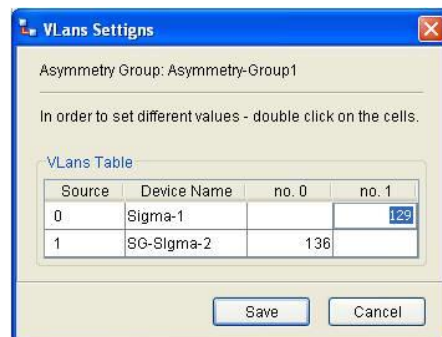 VLans Settigns
Asymmetry Group: Asymmetry-Group1
In order to set different values - double click on the cells.
VLans Table
Source Device Name no. 0 no. 1
0 Sigma-1 129
1 SG-SIgma-2 136
Save Cancel